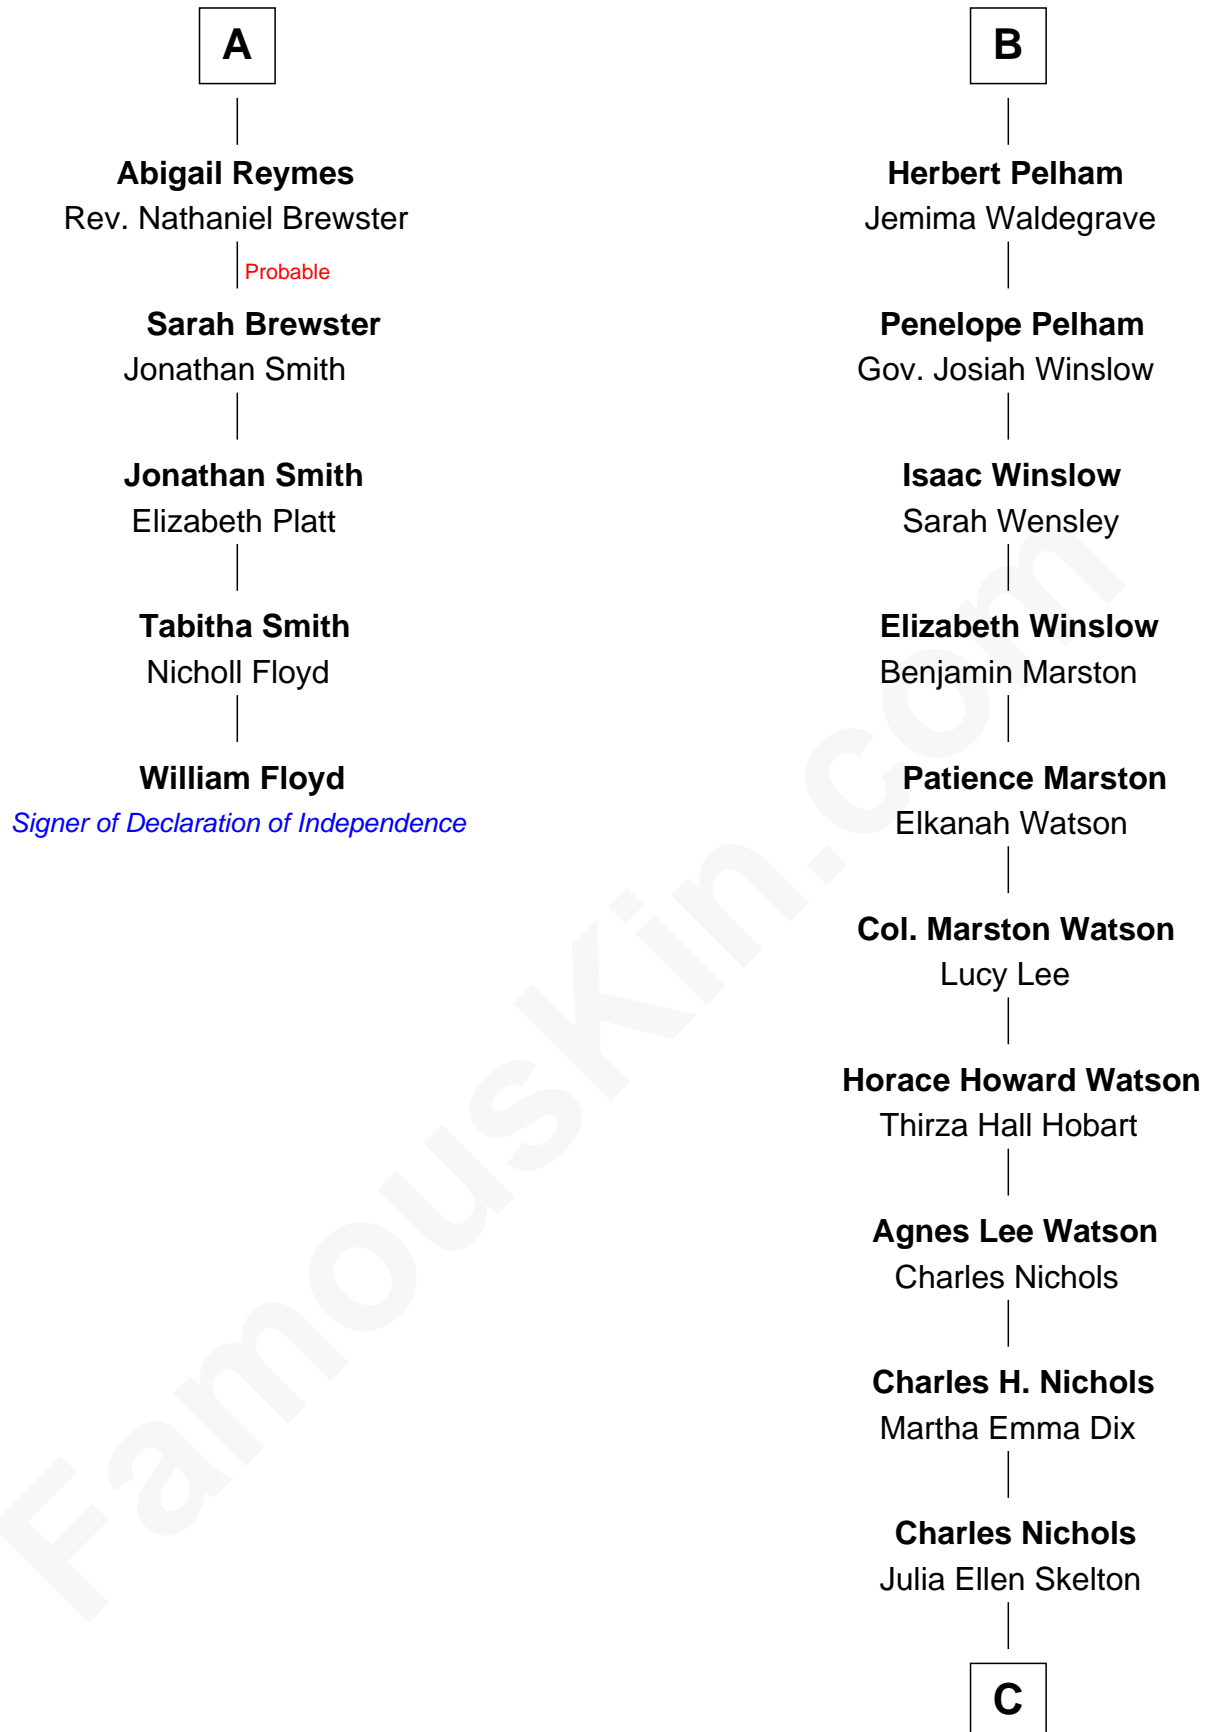 A
Abigail Reymes
Rev. Nathaniel Brewster
Probable
Sarah Brewster
Jonathan Smith
Jonathan Smith
Elizabeth Platt
Tabitha Smith
Nicholl Floyd
William Floyd
Signer of Declaration of Independence
B
Herbert Pelham
Jemima Waldegrave
Penelope Pelham
Gov. Josiah Winslow
Isaac Winslow
Sarah Wensley
Elizabeth Winslow
Benjamin Marston
Patience Marston
Elkanah Watson
Col. Marston Watson
Lucy Lee
Horace Howard Watson
Thirza Hall Hobart
Agnes Lee Watson
Charles Nichols
Charles H. Nichols
Martha Emma Dix
Charles Nichols
Julia Ellen Skelton
C
FamousKin.com